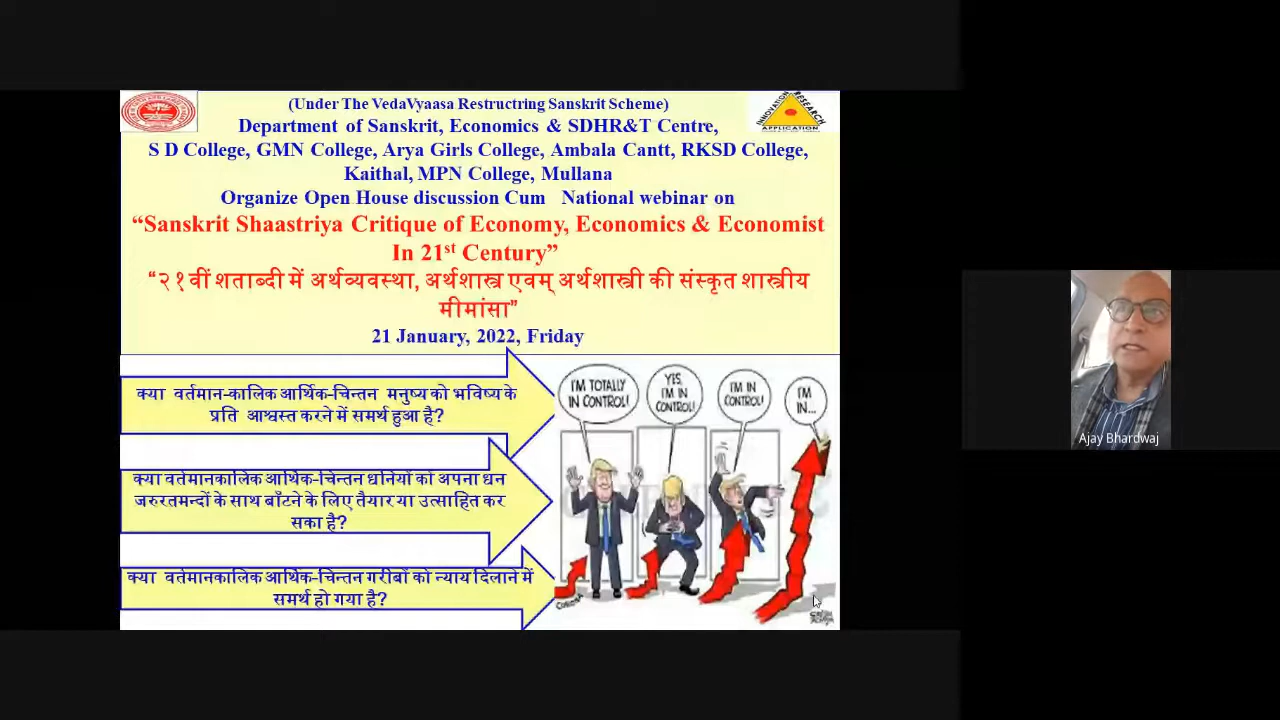 (Under The VedaVyaasa Restructring Sanskrit Scheme)
Department of Sanskrit, Economics & SDHR&T Centre,
S D College, GMN College, Arya Girls College, Ambala Cantt, RKSD College,
Kaithal, MPN College, Mullana
Organize Open House discussion Cum National webinar on
“Sanskrit Shaastriya Critique of Economy, Economics & Economist
In 21st Century”
“२१वीं शताब्दी में अर्थव्यवस्था, अर्थशास्त्र एवम् अर्थशास्त्री की संस्कृत शास्त्रीय
मीमांसा”
21 January, 2022, Friday
INNOVATION RESEARCH
APPLICATION
क्या वर्तमान-कालिक आर्थिक-चिन्तन मनुष्य को भविष्य के
प्रति आश्वस्त करने में समर्थ हुआ है?
क्या वर्तमानकालिक आर्थिक-चिन्तन धनियों को अपना धन
जरुरतमन्दों के साथ बाँटने के लिए तैयार या उत्साहित कर
सका है?
क्या वर्तमानकालिक आर्थिक-चिन्तन गरीबों को न्याय दिलाने में
समर्थ हो गया है?
I'M TOTALLY
IN CONTROL!
YES,
I'M IN
CONTROL!
I'M IN
CONTROL!
I'M
IN...
CORONA
Ajay Bhardwaj